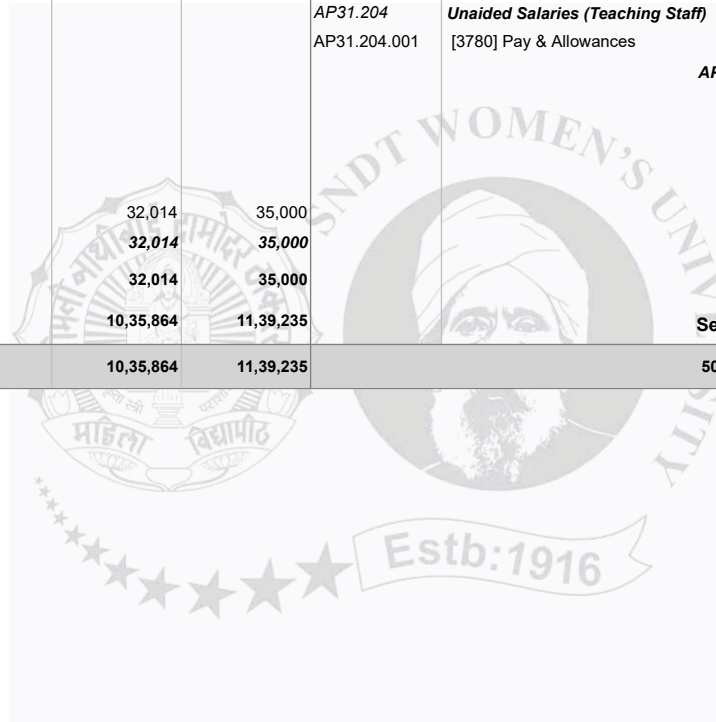 AP31.204 Unaided Salaries (Teaching Staff)
AP31.204.001 [3780] Pay & Allowances
AP
SNDT WOMEN'S UNIV
SITY
32,014 35,000
32,014 35,000
32,014 35,000
10,35,864 11,39,235 Se
10,35,864 11,39,235 50
महिला विद्यापीठ
Estb:1916